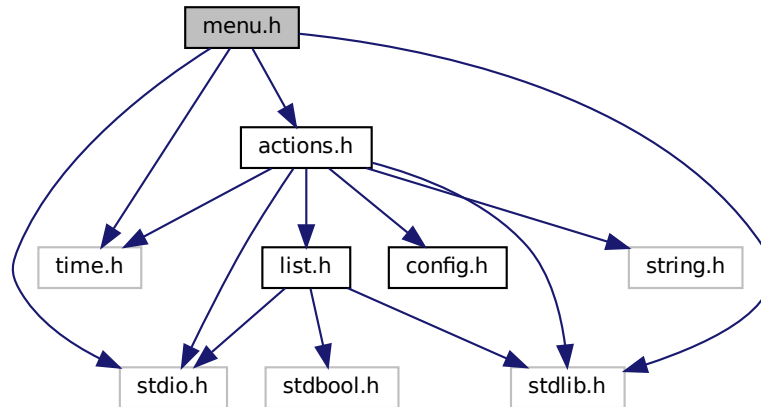 menu.h
actions.h
time.h
list.h
config.h
string.h
stdio.h
stdbool.h
stdlib.h